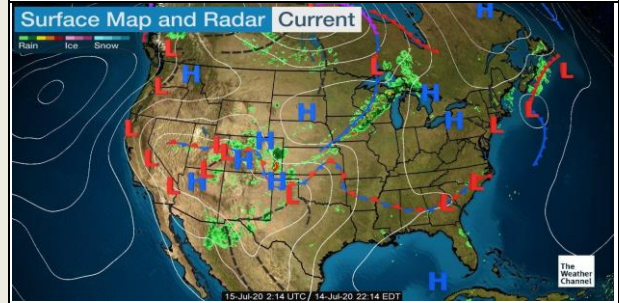 Surface Map and Radar Current
Rain Ice Snow
H
L
H
L
L
H
H
L
H
L
H
L
H
L
L
H
L
L
H
H
L
L
L
L
H
The
Weather
Channel
15-Jul-20 2:14 UTC 14-Jul-20 22:14 EDT